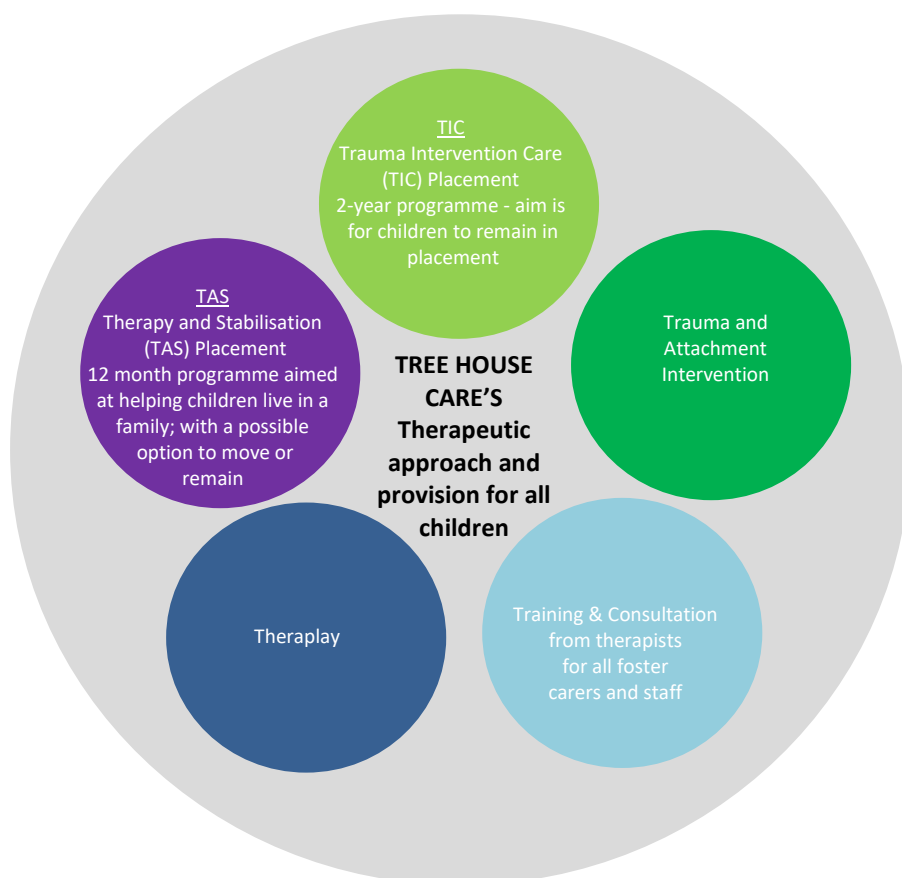 TIC
Trauma Intervention Care
(TIC) Placement
2-year programme - aim is
for children to remain in
placement
TAS
Therapy and Stabilisation
(TAS) Placement
12 month programme aimed
at helping children live in a
family; with a possible
option to move or
remain
Trauma and
Attachment
Intervention
TREE HOUSE
CARE’S
Therapeutic
approach and
provision for all
children
Theraplay
Training & Consultation
from therapists
for all foster
carers and staff